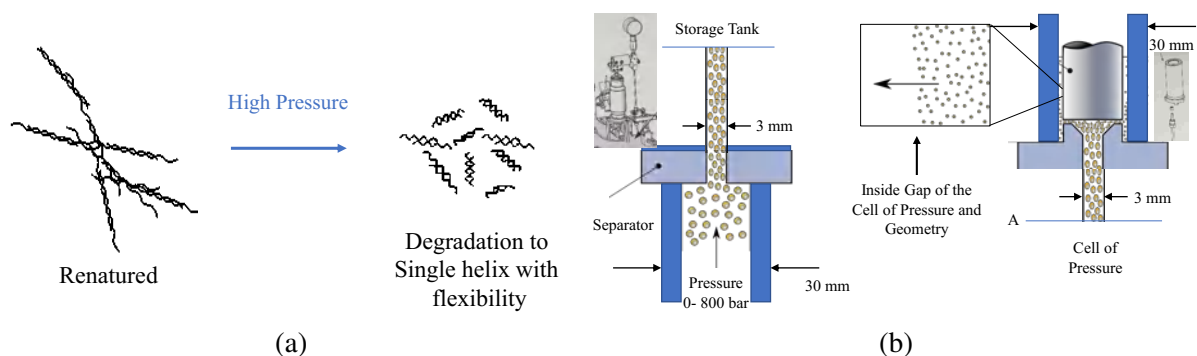 High Pressure
Renatured
Degradation to
Single helix with
flexibility
(a)
Storage Tank
3 mm
Separator
Pressure
0- 800 bar
30 mm
30 mm
Inside Gap of the
Cell of Pressure and
Geometry
3 mm
A
Cell of
Pressure
(b)